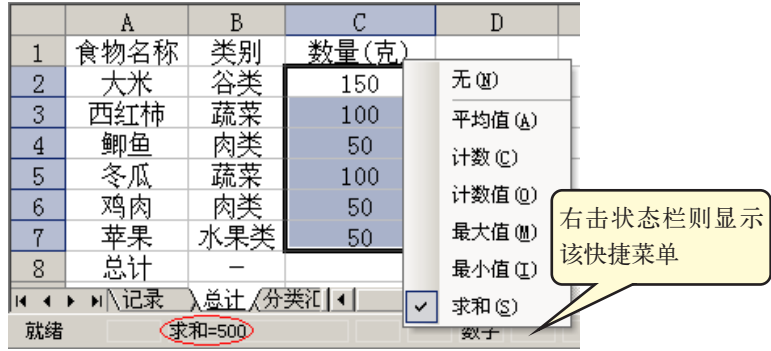 A B C D
1 食物名称 类别 数量(克)
2 大米 谷类 150
3 西红柿 蔬菜 100
4 鲫鱼 肉类 50
5 冬瓜 蔬菜 100
6 鸡肉 肉类 50
7 苹果 水果类 50
8 总计 –
无(N)
平均值(A)
计数(C)
计数值(O)
最大值(M)
最小值(I)
求和(S)
右击状态栏则显示
该快捷菜单
记录 总计 分类汇
就绪 求和=500 数字